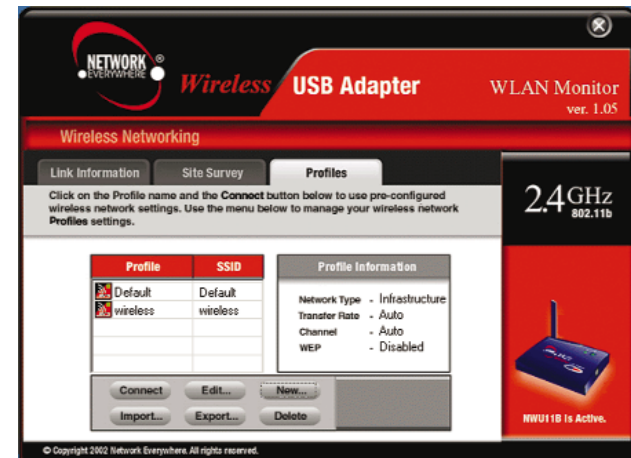 NETWORK ®
EVERYWHERE
Wireless USB Adapter
WLAN Monitor
ver. 1.05
Wireless Networking
Link Information Site Survey Profiles
Click on the Profile name and the Connect button below to use pre-configured
wireless network settings. Use the menu below to manage your wireless network
Profiles settings.
2.4GHz
802.11b
Profile SSID
Default Default
wireless wireless
Profile Information
Network Type - Infrastructure
Transfer Rate - Auto
Channel - Auto
WEP - Disabled
Connect Edit... New...
Import... Export... Delete
NWU11B Is Active.
© Copyright 2002 Network Everywhere. All rights reserved.